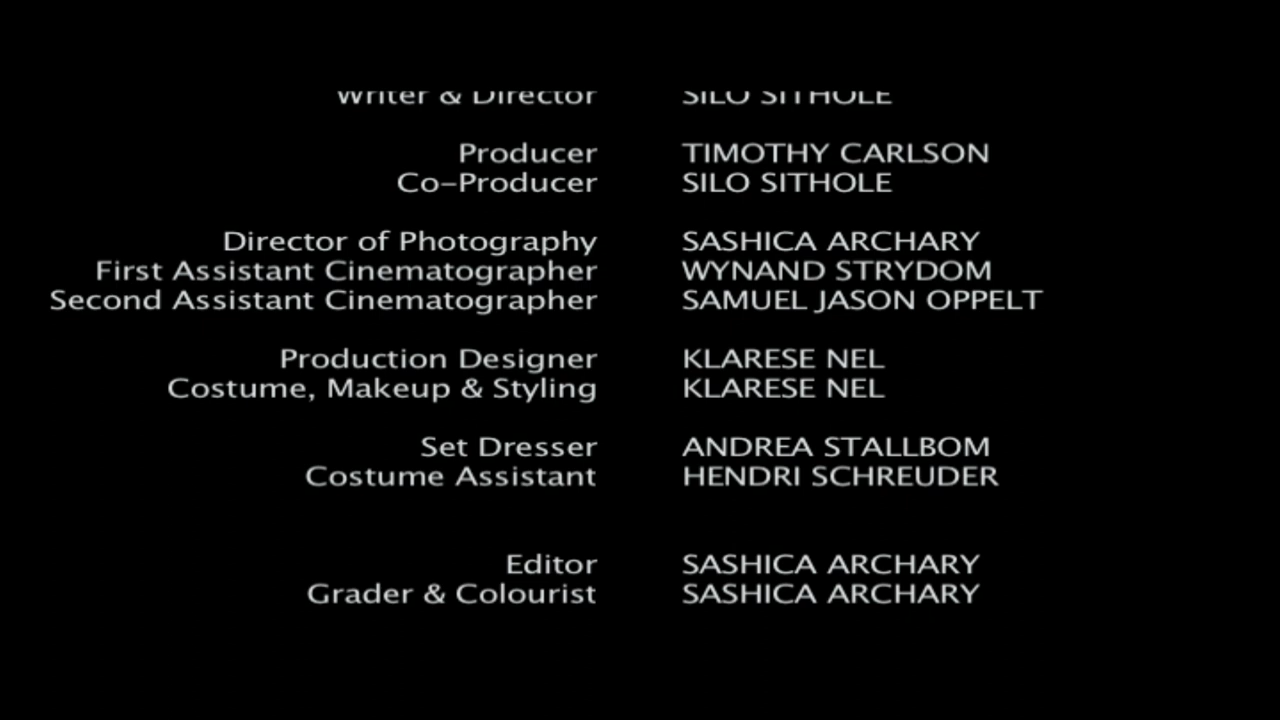 Writer & Director SILO SITHOLE
Producer TIMOTHY CARLSON
Co-Producer SILO SITHOLE
Director of Photography SASHICA ARCHARY
First Assistant Cinematographer WYNAND STRYDOM
Second Assistant Cinematographer SAMUEL JASON OPPELT
Production Designer KLARESE NEL
Costume, Makeup & Styling KLARESE NEL
Set Dresser ANDREA STALLBOM
Costume Assistant HENDRI SCHREUDER
Editor SASHICA ARCHARY
Grader & Colourist SASHICA ARCHARY